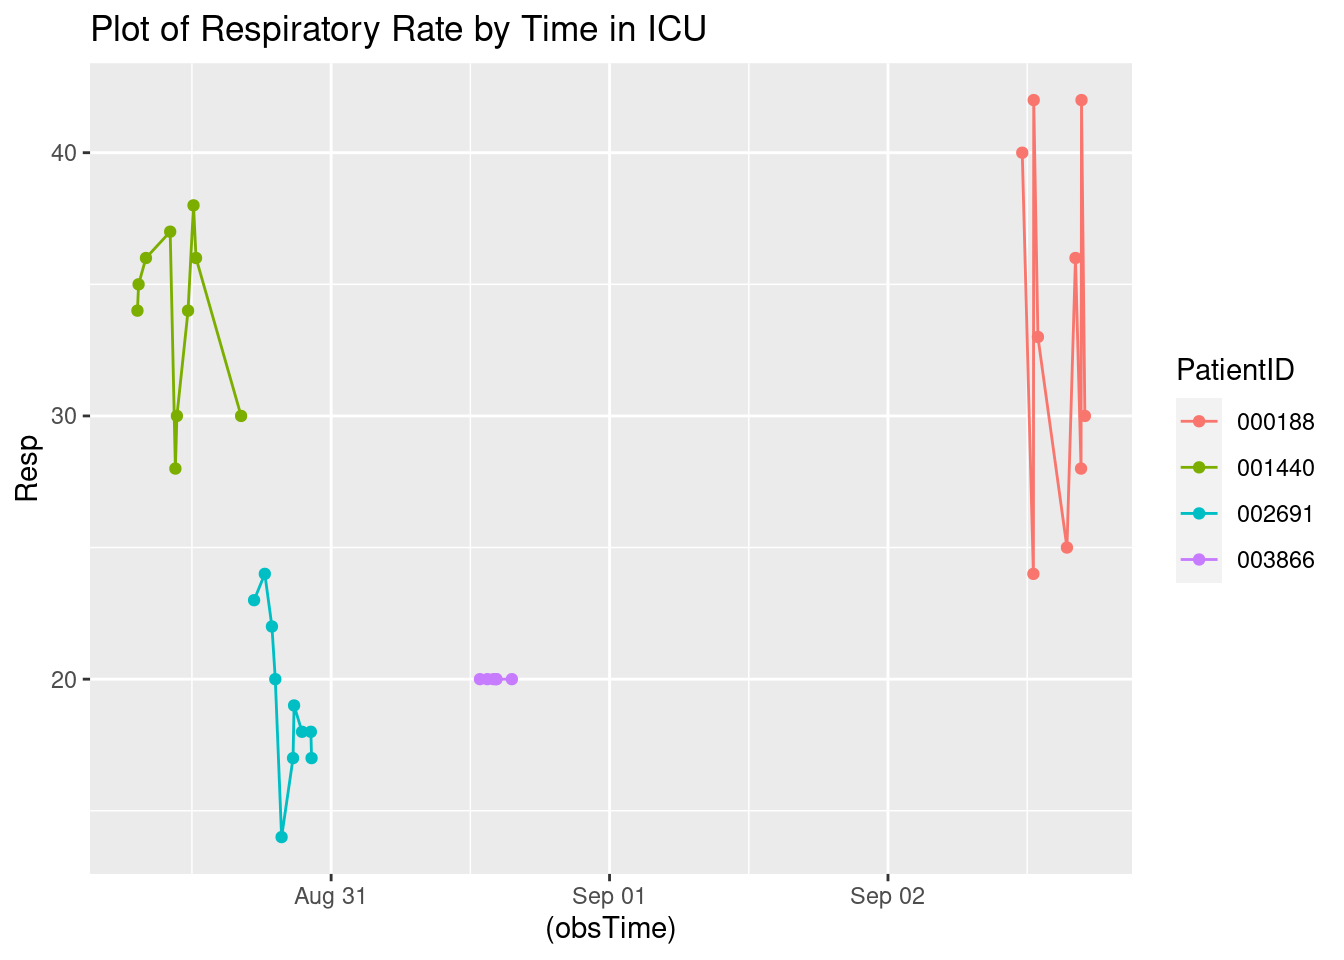 Plot of Respiratory Rate by Time in ICU
40
30
20
Resp
Aug 31
Sep 01
Sep 02
(obsTime)
PatientID
000188
001440
002691
003866